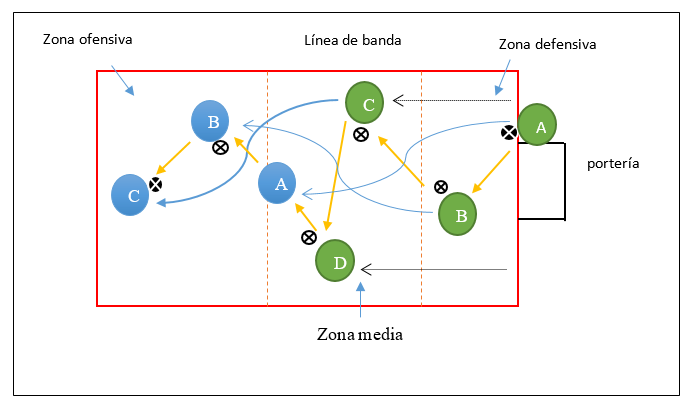 Zona ofensiva
Línea de banda
Zona defensiva
C
B
A
portería
A
C
B
D
Zona media